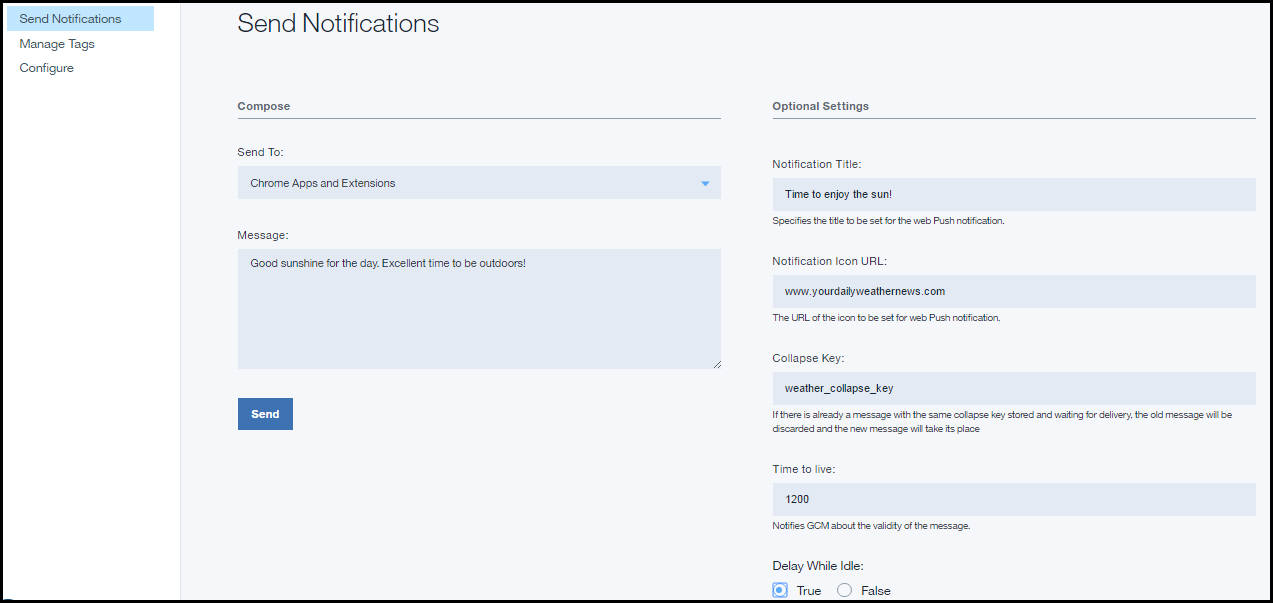 Send Notifications
Manage Tags
Configure
Send Notifications
Compose
Send To:
Chrome Apps and Extensions
Message:
Good sunshine for the day. Excellent time to be outdoors!
Send
Optional Settings
Notification Title:
Time to enjoy the sun!
Specifies the title to be set for the web Push notification.
Notification Icon URL:
www.yourdailyweathernews.com
The URL of the icon to be set for web Push notification.
Collapse Key:
weather_collapse_key
If there is already a message with the same collapse key stored and waiting for delivery, the old message will be
discarded and the new message will take its place
Time to live:
1200
Notifies GCM about the validity of the message.
Delay While Idle:
True False